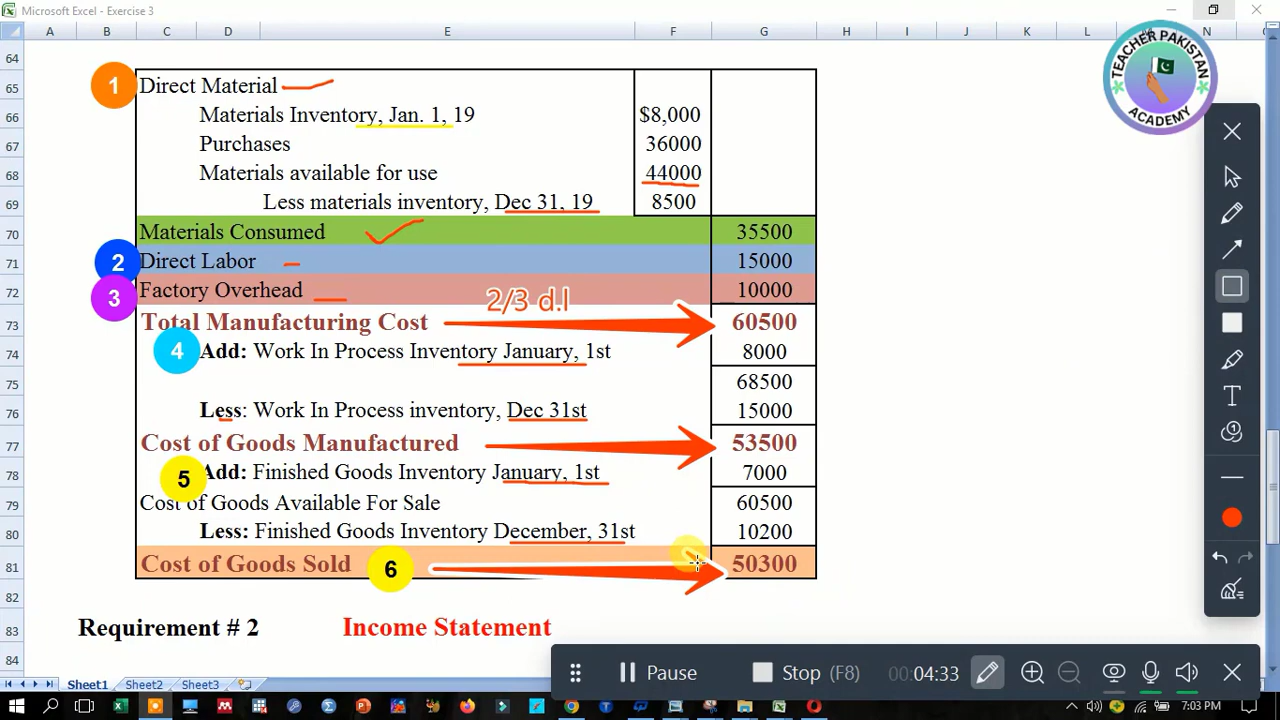 book1 - Exercise 3
A B C D E F G H I J K L M N O
64
65 1 Direct Material
66 Materials Inventory, Jan. 1, 19 $8,000
67 Purchases 36000
68 Materials available for use 44000
69 Less materials inventory, Dec 31, 19 8500
70 Materials Consumed 35500
71 2 Direct Labor 15000
72 3 Factory Overhead 10000
2/3 d.l
73 Total Manufacturing Cost 60500
74 4 Add: Work In Process Inventory January, 1st 8000
75 68500
76 Less: Work In Process inventory, Dec 31st 15000
77 Cost of Goods Manufactured 53500
78 5 Add: Finished Goods Inventory January, 1st 7000
79 Cost of Goods Available For Sale 60500
80 Less: Finished Goods Inventory December, 31st 10200
81 Cost of Goods Sold 6 50300
82
83 Requirement # 2 Income Statement
84
TEACHER PAKISTAN
ACADEMY
Sheet1 Sheet2 Sheet3
Pause Stop (F8) 00:04:33
7:03 PM